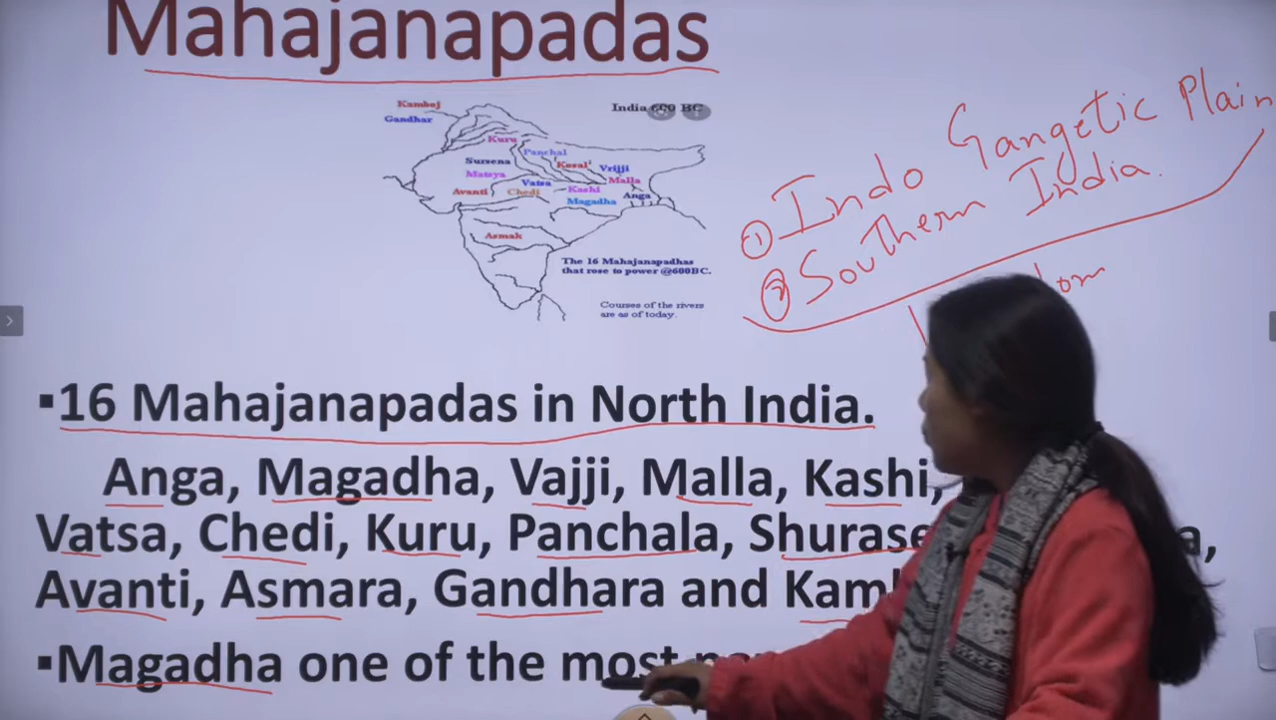 Mahajanapadas
India 600 BC
Kamboj
Gandhar
Kuru
Panchal
Sursena
Kosal
Vrijji
Matsya
Malla
Vatsa
Avanti
Chedi
Kashi
Anga
Magadha
Asmak
The 16 Mahajanapadhas
that rose to power @600BC.
Courses of the rivers
are as of today.
① Indo Gangetic Plain
② Southern India.
▪16 Mahajanapadas in North India.
Anga, Magadha, Vajji, Malla, Kashi,
Vatsa, Chedi, Kuru, Panchala, Shurase
Avanti, Asmara, Gandhara and Kam
▪Magadha one of the most